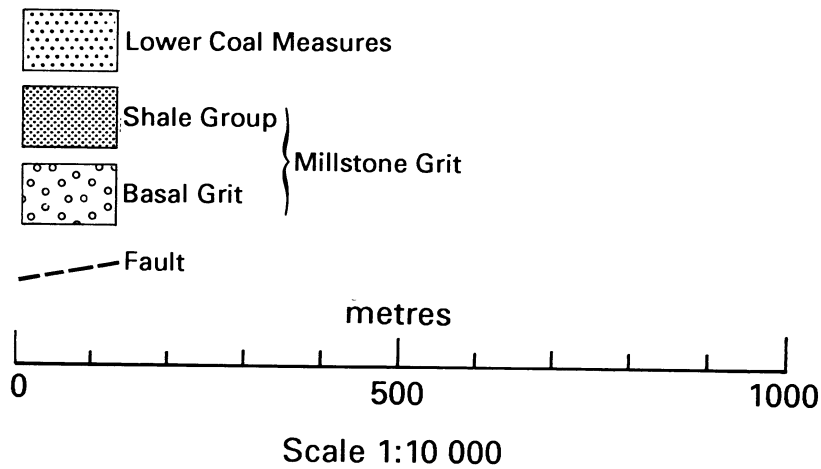 Lower Coal Measures
Shale Group
Millstone Grit
Basal Grit
Fault
metres
0 500 1000
Scale 1:10 000